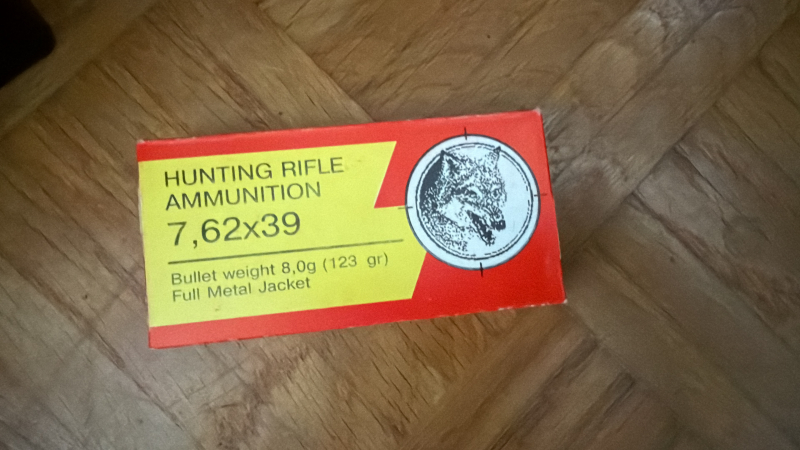 HUNTING RIFLE
AMMUNITION
7,62x39
Bullet weight 8,0g (123 gr)
Full Metal Jacket